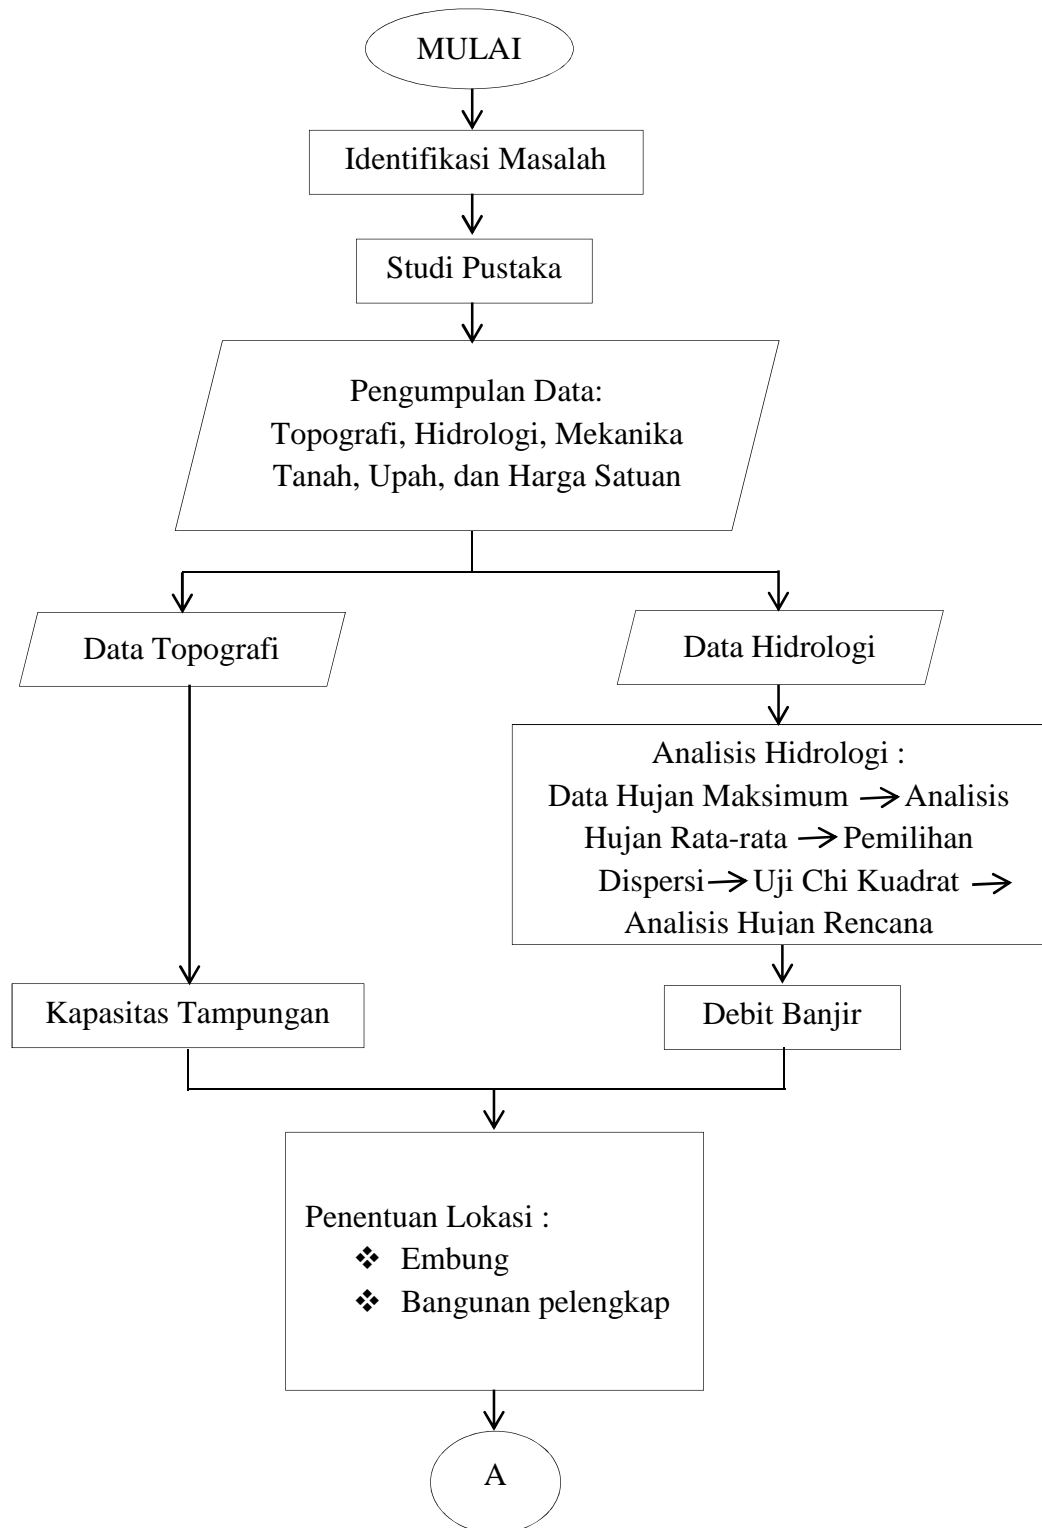 MULAI
Identifikasi Masalah
Studi Pustaka
Pengumpulan Data:
Topografi, Hidrologi, Mekanika
Tanah, Upah, dan Harga Satuan
Data Topografi
Data Hidrologi
Analisis Hidrologi :
Data Hujan Maksimum → Analisis
Hujan Rata-rata → Pemilihan
Dispersi → Uji Chi Kuadrat →
Analisis Hujan Rencana
Kapasitas Tampungan
Debit Banjir
Penentuan Lokasi :
❖ Embung
❖ Bangunan pelengkap
A